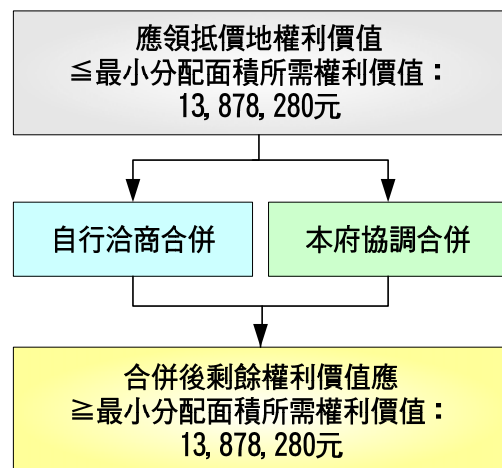 應領抵價地權利價值
≦最小分配面積所需權利價值：
13,878,280元
自行洽商合併
本府協調合併
合併後剩餘權利價值應
≧最小分配面積所需權利價值：
13,878,280元